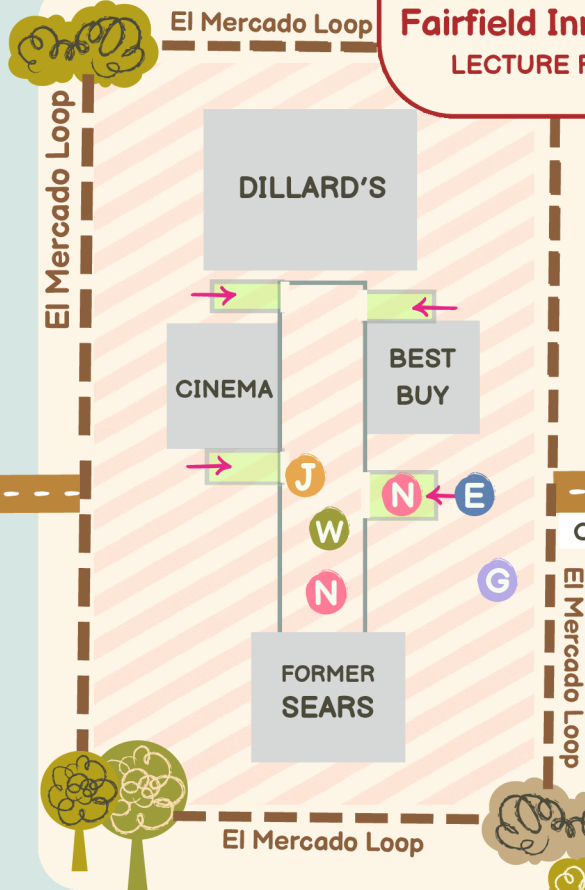 El Mercado Loop
Fairfield Inn
LECTURE
El Mercado Loop
DILLARD'S
CINEMA
BEST
BUY
J
N
E
W
G
N
FORMER
SEARS
El Mercado Loop
El Mercado Loop